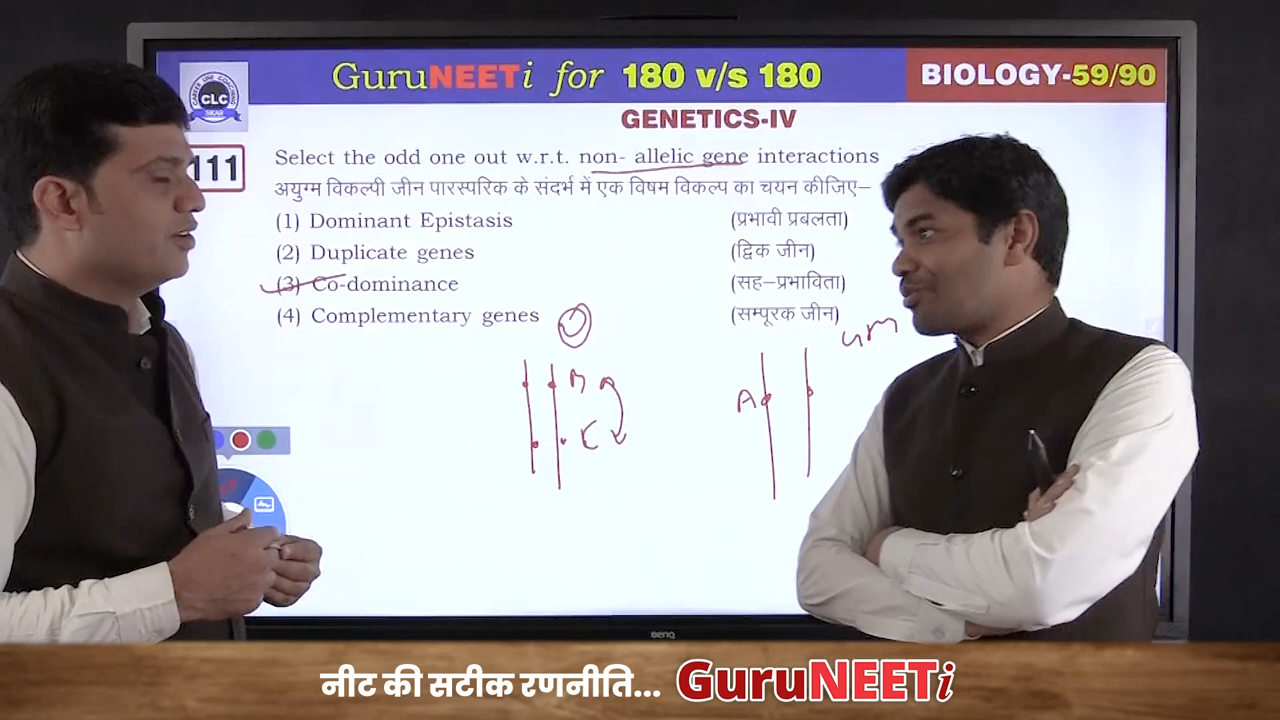 GuruNEETi for 180 v/s 180
BIOLOGY-59/90
CLC
SIKAR
GENETICS-IV
111
Select the odd one out w.r.t. non- allelic gene interactions
अयुग्म विकल्पी जीन पारस्परिक के संदर्भ में एक विषम विकल्प का चयन कीजिए–
(1) Dominant Epistasis (प्रभावी प्रबलता)
(2) Duplicate genes (द्विक जीन)
(3) Co-dominance (सह–प्रभाविता)
(4) Complementary genes (सम्पूरक जीन)
A
BenQ
नीट की सटीक रणनीति... GuruNEETi